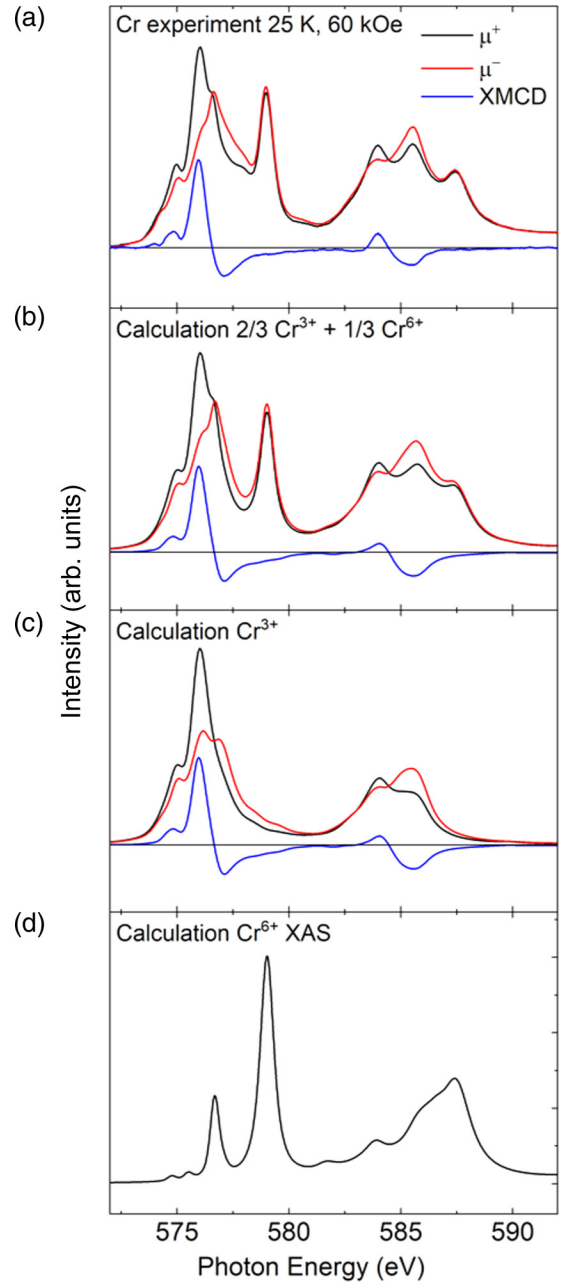 (a)
Cr experiment 25 K, 60 kOe
μ⁺
μ⁻
XMCD
(b)
Calculation 2/3 Cr³⁺ + 1/3 Cr⁶⁺
(c)
Calculation Cr³⁺
(d)
Calculation Cr⁶⁺ XAS
Intensity (arb. units)
575 580 585 590
Photon Energy (eV)